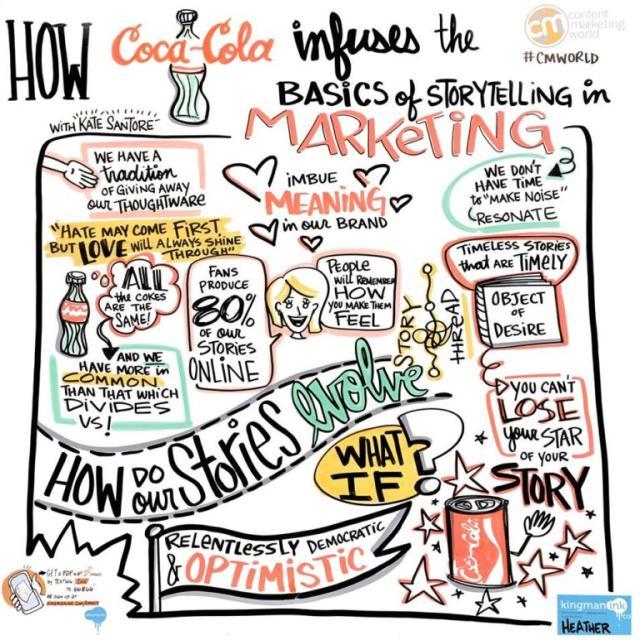 HOW Coca-Cola infuses the
BASICS of STORYTELLING in
MARKETING
content
marketing
world
#CMWORLD
WITH KATE SANTORE
WE HAVE A
tradition
OF GIVING AWAY
our THOUGHTWARE
"HATE MAY COME FIRST,
BUT LOVE will ALWAYS SHINE
THROUGH"
iMBUE
MEANING
in our BRAND
WE DON'T
HAVE TIME
to "MAKE NOISE"
RESONATE
TIMELESS STORIES
that ARE TiMELY
ALL
the COKES
ARE THE
SAME!
FANS
PRODUCE
80%
OF our
STORIES
ONLINE
People
will REMEMBER
HOW
you MAKE THEM
FEEL
STORY
THREAD
OBJECT
OF
DESIRE
AND WE
HAVE MORE in
COMMON
THAN THAT WHICH
DiViDES
US!
YOU CAN'T
LOSE
your STAR
OF YOUR
STORY
HOW DO
our Stories evolve
WHAT
IF?
RELENTLESSLY DEMOCRATIC
& OPTiMiSTiC
Coca-Cola
kingmanink
HEATHER